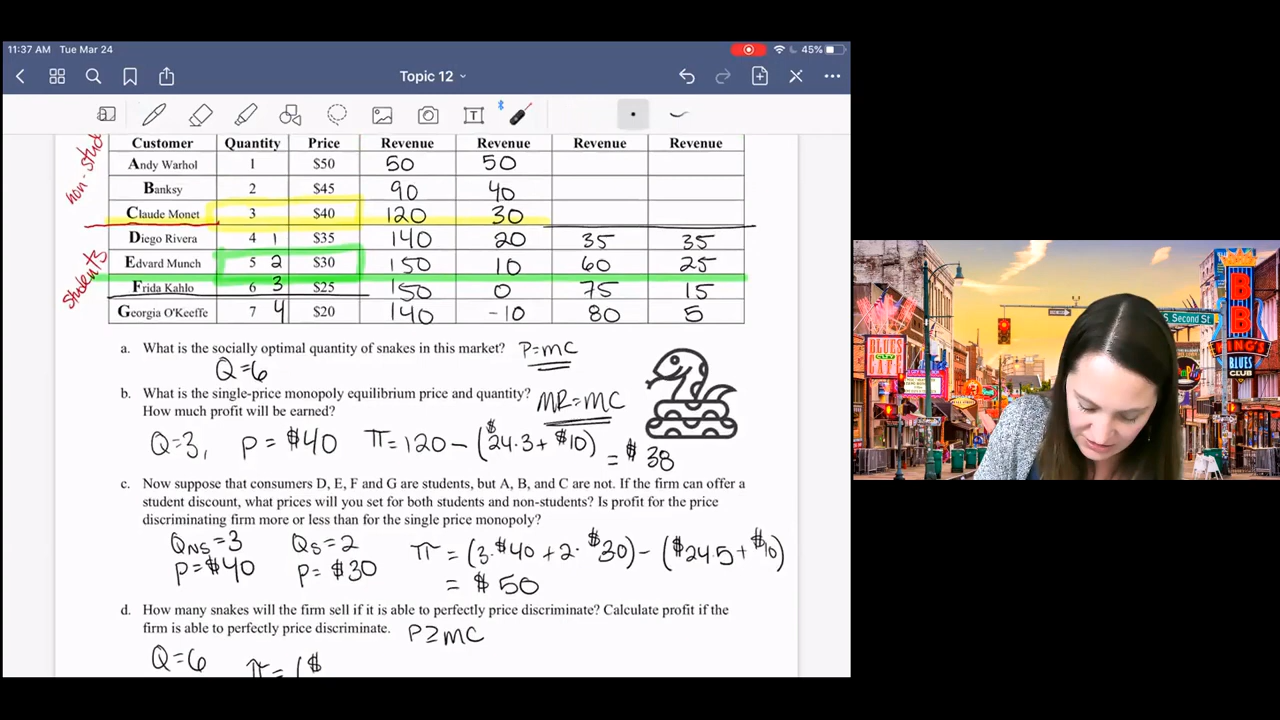 11:37 AM Tue Mar 24
45%
Topic 12
Customer Quantity Price Revenue Revenue Revenue Revenue
non-stud
Andy Warhol 1 $50 50 50
Banksy 2 $45 90 40
Claude Monet 3 $40 120 30
students
Diego Rivera 4 1 $35 140 20 35 35
Edvard Munch 5 2 $30 150 10 60 25
Frida Kahlo 6 3 $25 150 0 75 15
Georgia O'Keeffe 7 4 $20 140 -10 80 5
a. What is the socially optimal quantity of snakes in this market? P=MC
Q=6
b. What is the single-price monopoly equilibrium price and quantity? MR=MC
How much profit will be earned?
Q=3, P=$40 π=120-($24·3+$10)
=$38
c. Now suppose that consumers D, E, F and G are students, but A, B, and C are not. If the firm can offer a
student discount, what prices will you set for both students and non-students? Is profit for the price
discriminating firm more or less than for the single price monopoly?
QNS=3 QS=2 π=(3·$40+2·$30)-($24·5+$10)
P=$40 P=$30
=$50
d. How many snakes will the firm sell if it is able to perfectly price discriminate? Calculate profit if the
firm is able to perfectly price discriminate. P≥MC
Q=6 π=($
BLUES
S Second St
BB
KING'S
BLUES
CLUB